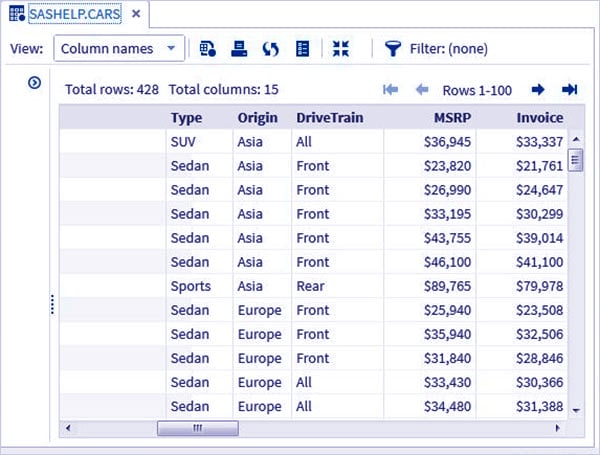 SASHELP.CARS
View: Column names Filter: (none)
Total rows: 428 Total columns: 15 Rows 1-100
Type Origin DriveTrain MSRP Invoice
SUV Asia All $36,945 $33,337
Sedan Asia Front $23,820 $21,761
Sedan Asia Front $26,990 $24,647
Sedan Asia Front $33,195 $30,299
Sedan Asia Front $43,755 $39,014
Sedan Asia Front $46,100 $41,100
Sports Asia Rear $89,765 $79,978
Sedan Europe Front $25,940 $23,508
Sedan Europe Front $35,940 $32,506
Sedan Europe Front $31,840 $28,846
Sedan Europe All $33,430 $30,366
Sedan Europe All $34,480 $31,388